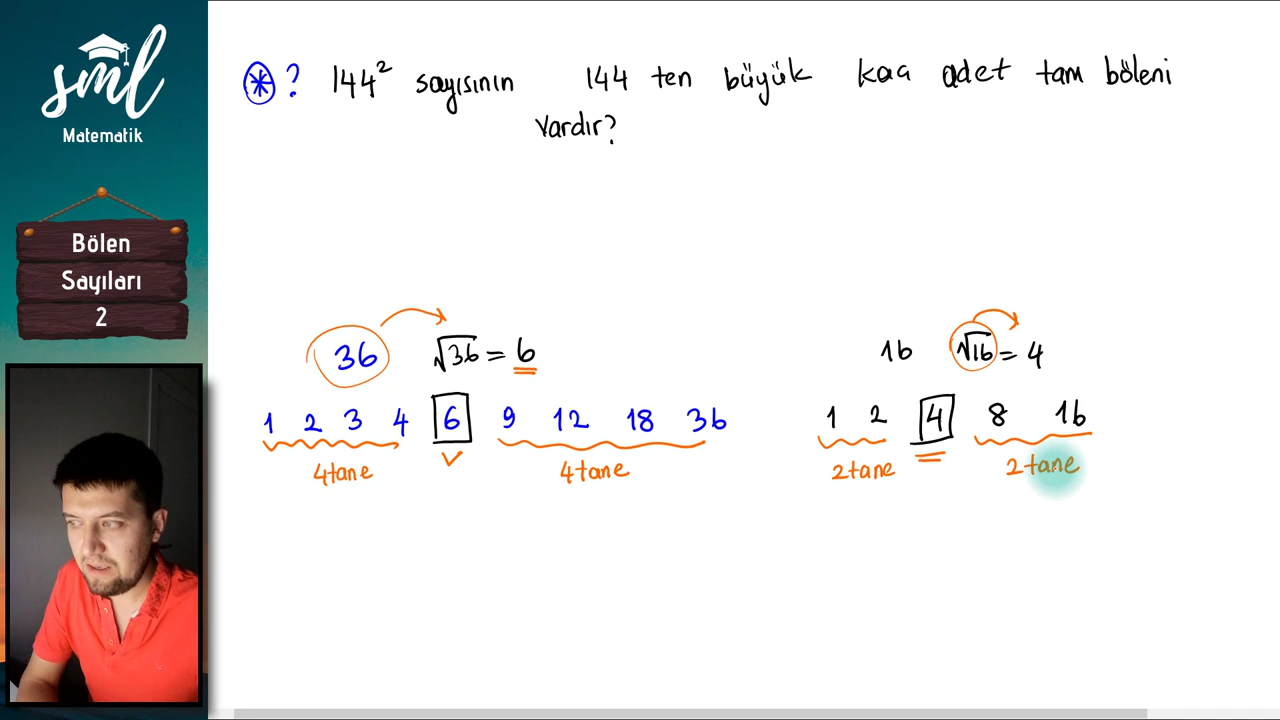 sml
Matematik
Bölen
Sayıları
2
* ? 144² sayısının 144 ten büyük kaç adet tam böleni
vardır?
36 √36 = 6
1 2 3 4 6 9 12 18 36
4tane 4tane
16 √16 = 4
1 2 4 8 16
2tane 2tane